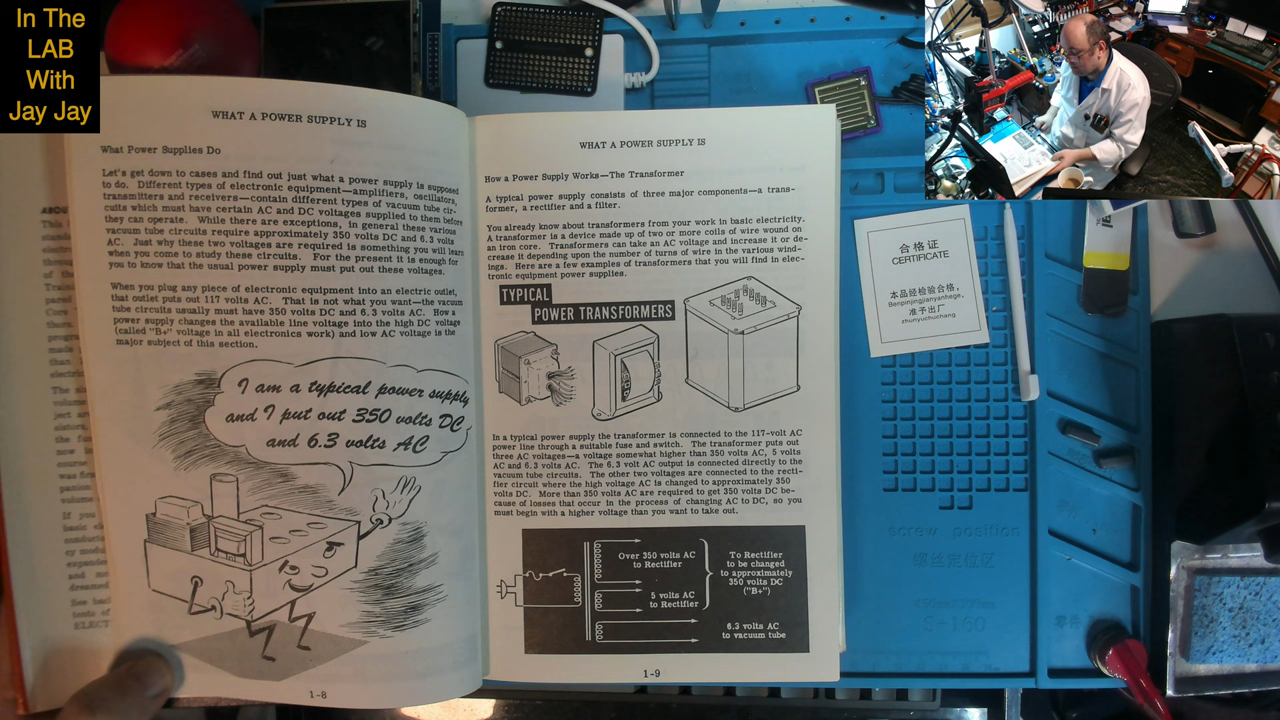 In The
LAB
With
Jay Jay
WHAT A POWER SUPPLY IS
What Power Supplies Do
Let's get down to cases and find out just what a power supply is supposed
to do. Different types of electronic equipment—amplifiers, oscillators,
transmitters and receivers—contain different types of vacuum tube cir-
cuits which must have certain AC and DC voltages supplied to them before
they can operate. While there are exceptions, in general these various
vacuum tube circuits require approximately 350 volts DC and 6.3 volts
AC. Just why these two voltages are required is something you will learn
when you come to study these circuits. For the present it is enough for
you to know that the usual power supply must put out these voltages.
When you plug any piece of electronic equipment into an electric outlet,
that outlet puts out 117 volts AC. That is not what you want—the vacuum
tube circuits usually must have 350 volts DC and 6.3 volts AC. How a
power supply changes the available line voltage into the high DC voltage
(called "B+" voltage in all electronics work) and low AC voltage is the
major subject of this section.
I am a typical power supply
and I put out 350 volts DC
and 6.3 volts AC
1-8
WHAT A POWER SUPPLY IS
How a Power Supply Works—The Transformer
A typical power supply consists of three major components—a trans-
former, a rectifier and a filter.
You already know about transformers from your work in basic electricity.
A transformer is a device made up of two or more coils of wire wound on
an iron core. Transformers can take an AC voltage and increase it or de-
crease it depending upon the number of turns of wire in the various wind-
ings. Here are a few examples of transformers that you will find in elec-
tronic equipment power supplies.
TYPICAL
POWER TRANSFORMERS
In a typical power supply the transformer is connected to the 117-volt AC
power line through a suitable fuse and switch. The transformer puts out
three AC voltages—a voltage somewhat higher than 350 volts AC, 5 volts
AC and 6.3 volts AC. The 6.3 volt AC output is connected directly to the
vacuum tube circuits. The other two voltages are connected to the recti-
fier circuit where the high voltage AC is changed to approximately 350
volts DC. More than 350 volts AC are required to get 350 volts DC be-
cause of losses that occur in the process of changing AC to DC, so you
must begin with a higher voltage than you want to take out.
Over 350 volts AC
to Rectifier
5 volts AC
to Rectifier
To Rectifier
to be changed
to approximately
350 volts DC
("B+")
6.3 volts AC
to vacuum tube
1-9
合格证
CERTIFICATE
本品经检验合格,
Benpinjingjianyanhege,
准予出厂
zhunyuchuchang
screw position
螺丝定位区
S-160
零件